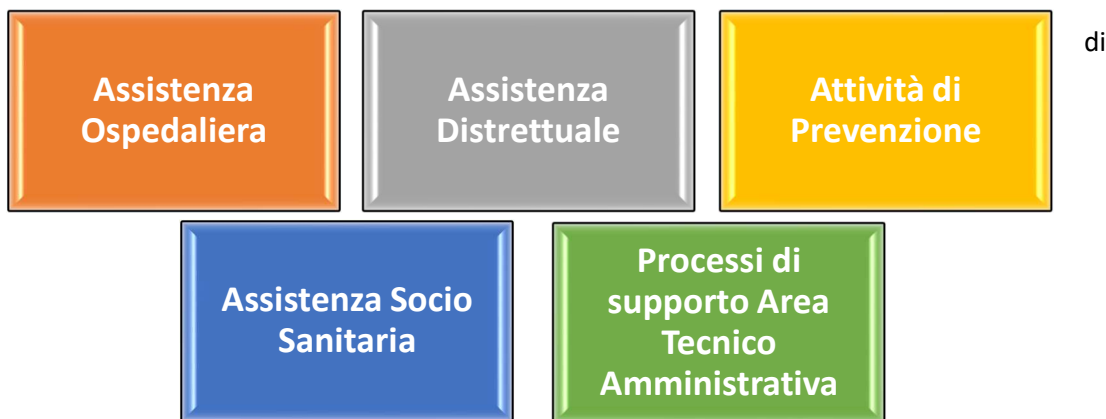 Assistenza
Ospedaliera
Assistenza
Distrettuale
Attività di
Prevenzione
di
Assistenza Socio
Sanitaria
Processi di
supporto Area
Tecnico
Amministrativa